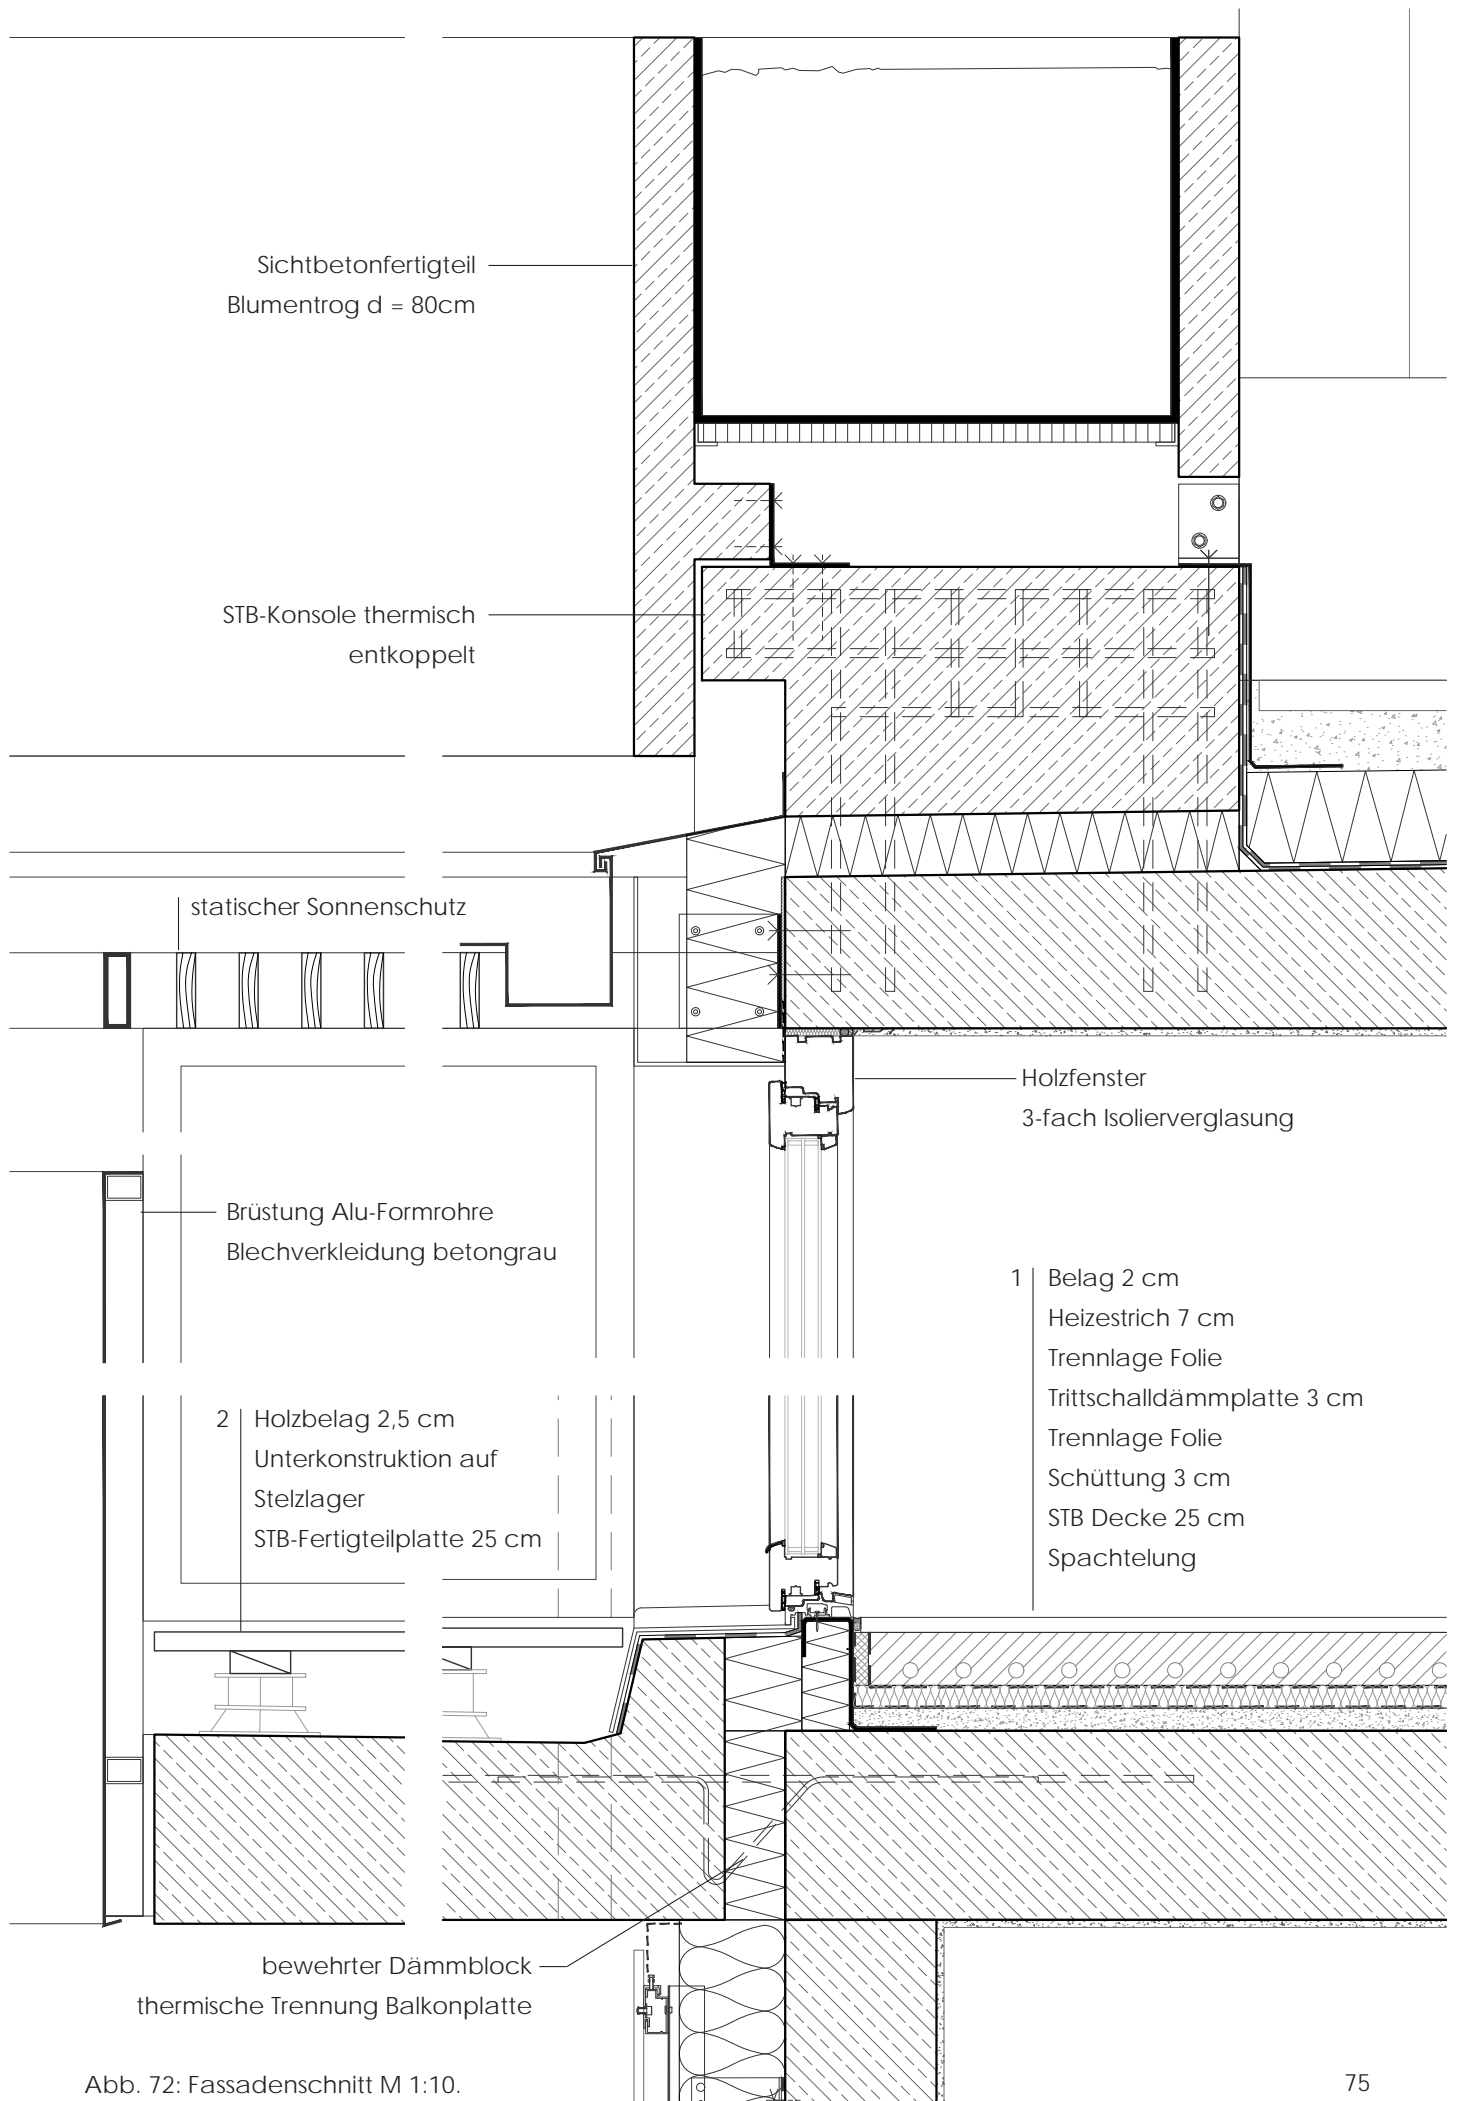 Sichtbetonfertigteil
Blumentrog d = 80cm
STB-Konsole thermisch
entkoppelt
statischer Sonnenschutz
Holzfenster
3-fach Isolierverglasung
Brüstung Alu-Formrohre
Blechverkleidung betongrau
1 Belag 2 cm
Heizestrich 7 cm
Trennlage Folie
Trittschalldämmplatte 3 cm
Trennlage Folie
Schüttung 3 cm
STB Decke 25 cm
Spachtelung
2 Holzbelag 2,5 cm
Unterkonstruktion auf
Stelzlager
STB-Fertigteilplatte 25 cm
bewehrter Dämmblock
thermische Trennung Balkonplatte
Abb. 72: Fassadenschnitt M 1:10.
75